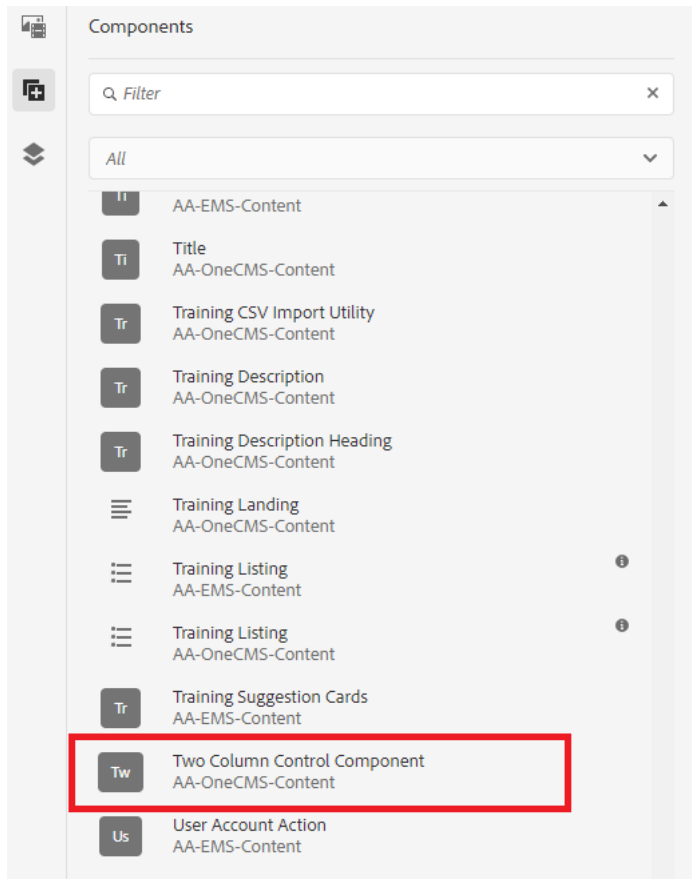 Components
Filter
All
Ti
AA-EMS-Content
Ti
Title
AA-OneCMS-Content
Tr
Training CSV Import Utility
AA-OneCMS-Content
Tr
Training Description
AA-OneCMS-Content
Tr
Training Description Heading
AA-OneCMS-Content
Training Landing
AA-OneCMS-Content
Training Listing
AA-EMS-Content
Training Listing
AA-OneCMS-Content
Tr
Training Suggestion Cards
AA-EMS-Content
Tw
Two Column Control Component
AA-OneCMS-Content
Us
User Account Action
AA-EMS-Content